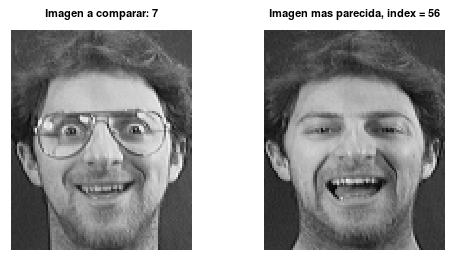 Imagen a comparar: 7
Imagen mas parecida, index = 56